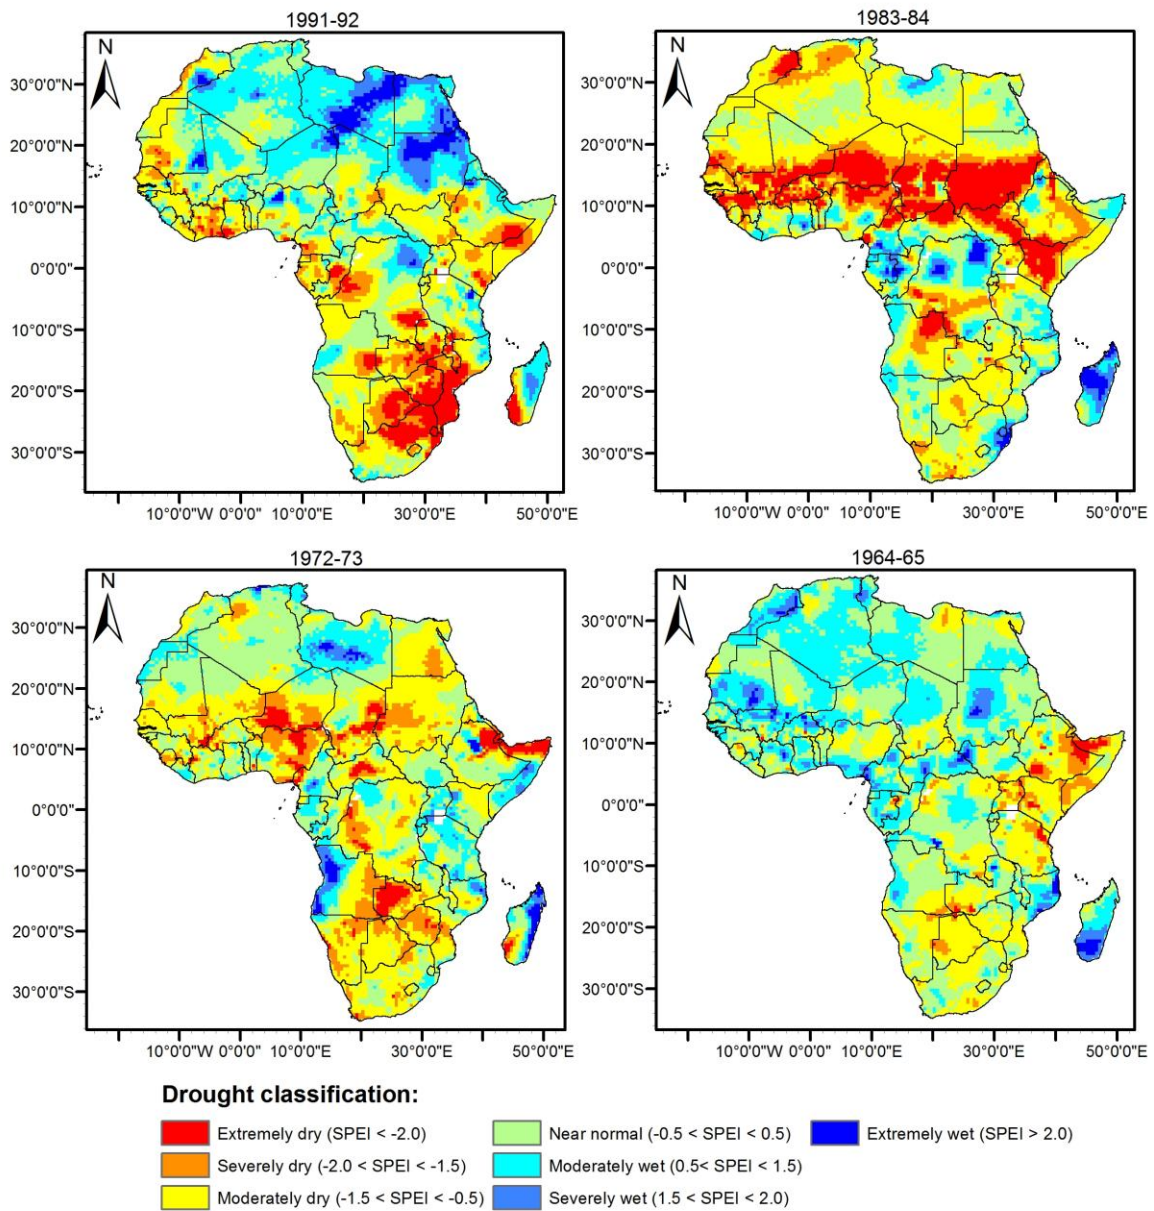 1991-92
1983-84
N
N
30°0'0"N
30°0'0"N
20°0'0"N
20°0'0"N
10°0'0"N
10°0'0"N
0°0'0"
0°0'0"
10°0'0"S
10°0'0"S
20°0'0"S
20°0'0"S
30°0'0"S
30°0'0"S
10°0'0"W 0°0'0" 10°0'0"E 30°0'0"E 50°0'0"E
10°0'0"W 0°0'0" 10°0'0"E 30°0'0"E 50°0'0"E
1972-73
1964-65
N
N
30°0'0"N
30°0'0"N
20°0'0"N
20°0'0"N
10°0'0"N
10°0'0"N
0°0'0"
0°0'0"
10°0'0"S
10°0'0"S
20°0'0"S
20°0'0"S
30°0'0"S
30°0'0"S
10°0'0"W 0°0'0" 10°0'0"E 30°0'0"E 50°0'0"E
10°0'0"W 0°0'0" 10°0'0"E 30°0'0"E 50°0'0"E
Drought classification:
Extremely dry (SPEI < -2.0)
Near normal (-0.5 < SPEI < 0.5)
Extremely wet (SPEI > 2.0)
Severely dry (-2.0 < SPEI < -1.5)
Moderately wet (0.5< SPEI < 1.5)
Moderately dry (-1.5 < SPEI < -0.5)
Severely wet (1.5 < SPEI < 2.0)